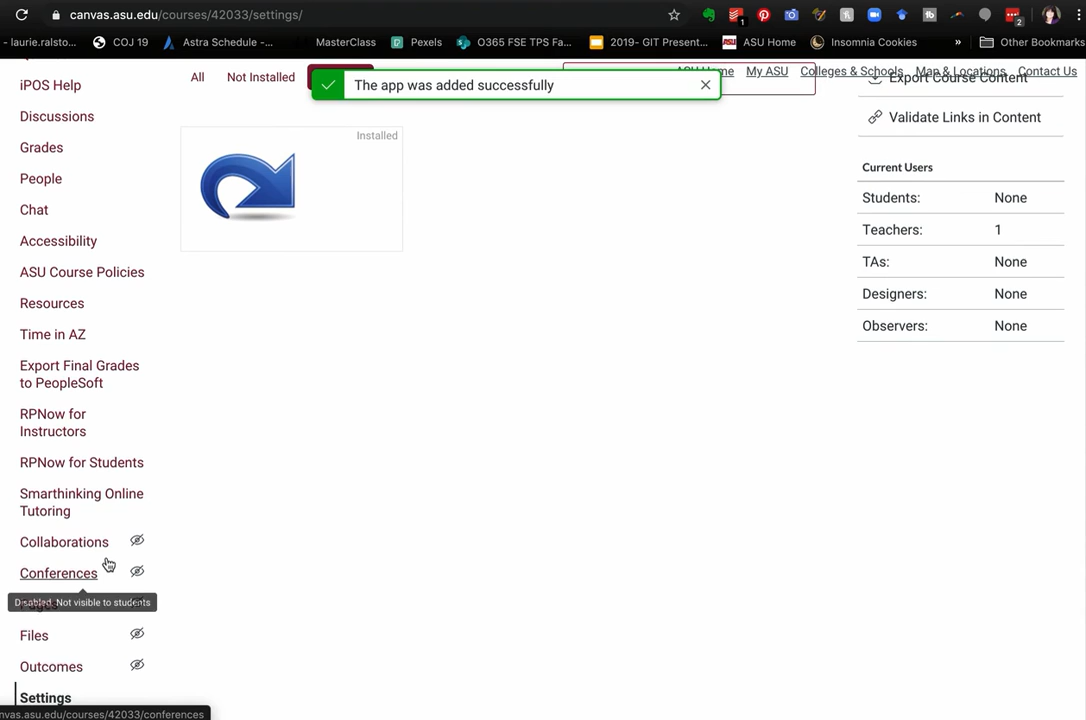 canvas.asu.edu/courses/42033/settings/
1
2
- laurie.ralsto...
COJ 19
Astra Schedule -...
MasterClass
Pexels
O365 FSE TPS Fa...
2019- GIT Present...
ASU Home
Insomnia Cookies
»
Other Bookmarks
ASU Home
My ASU
Colleges & Schools
Map & Locations
Contact Us
iPOS Help
Discussions
Grades
People
Chat
Accessibility
ASU Course Policies
Resources
Time in AZ
Export Final Grades
to PeopleSoft
RPNow for
Instructors
RPNow for Students
Smarthinking Online
Tutoring
Collaborations
Conferences
Disabled. Not visible to students
Pages
Files
Outcomes
Settings
nvas.asu.edu/courses/42033/conferences
All
Not Installed
The app was added successfully
Installed
Export Course Content
Validate Links in Content
Current Users
Students: None
Teachers: 1
TAs: None
Designers: None
Observers: None